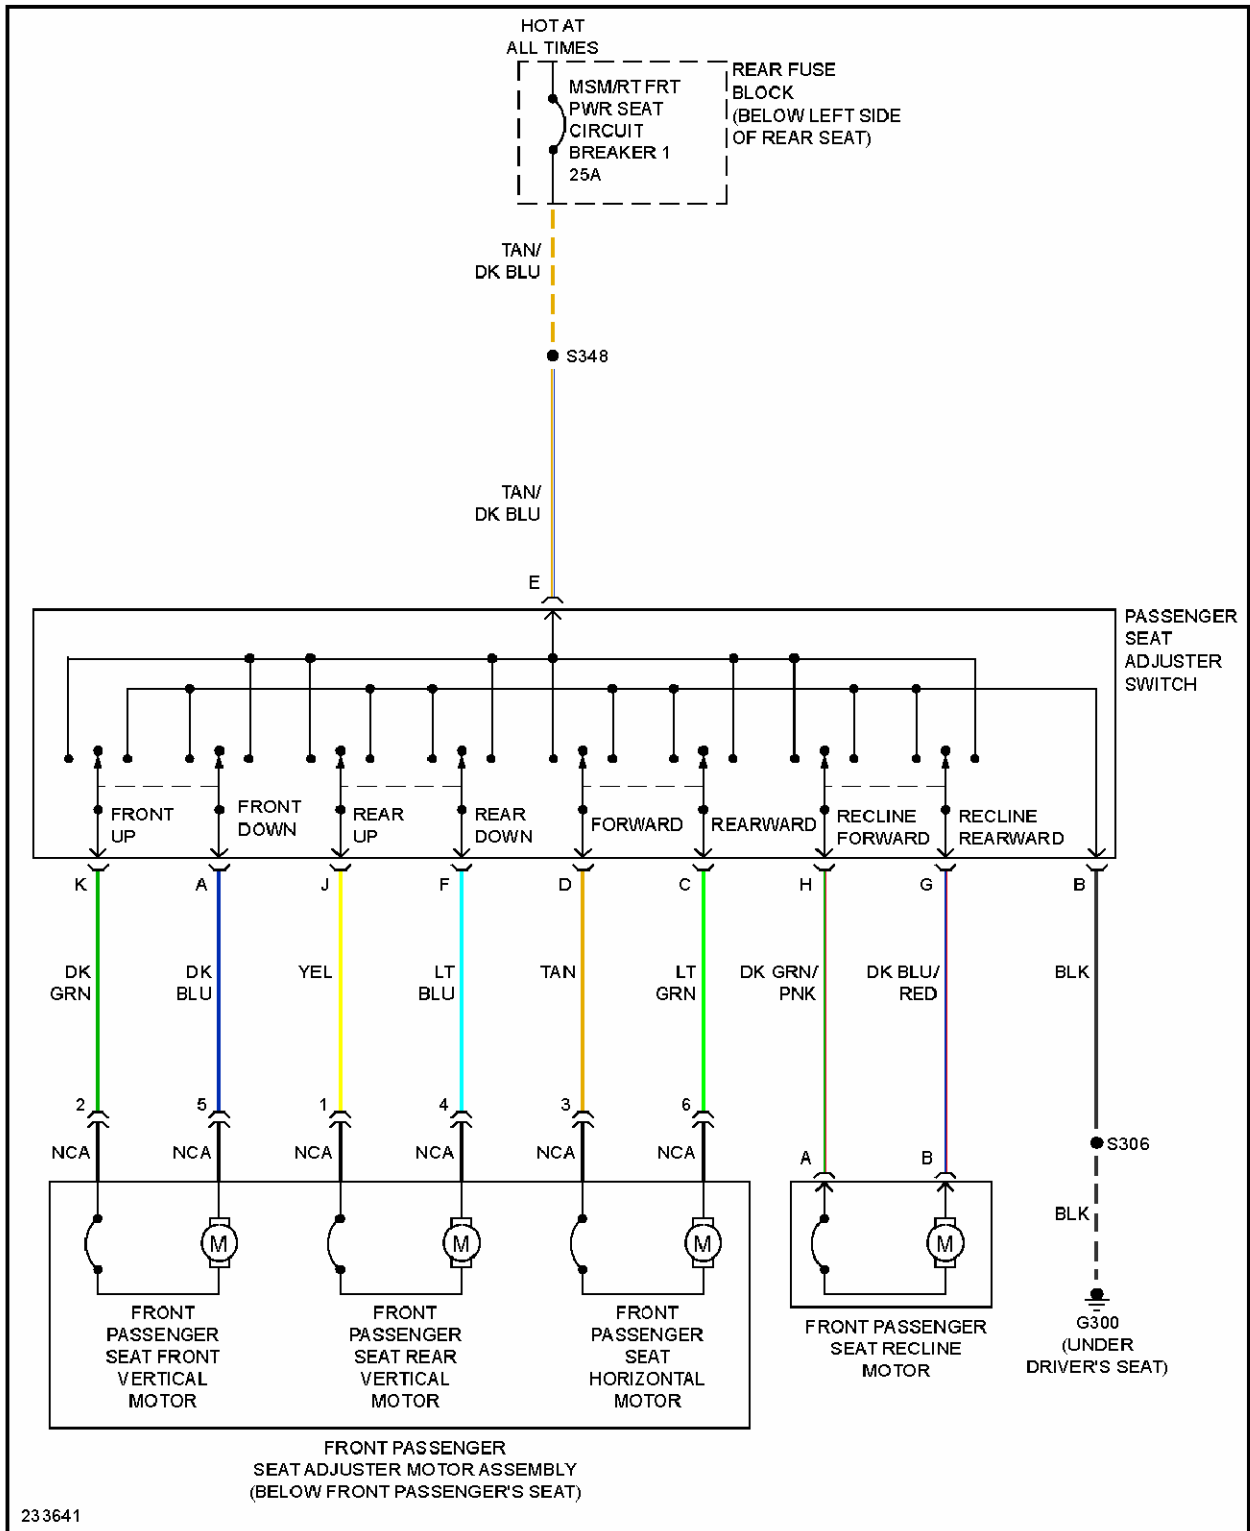 HOT AT
ALL TIMES
MSM/RT FRT
PWR SEAT
CIRCUIT
BREAKER 1
25A
REAR FUSE
BLOCK
(BELOW LEFT SIDE
OF REAR SEAT)
TAN/
DK BLU
S348
TAN/
DK BLU
E
PASSENGER
SEAT
ADJUSTER
SWITCH
FRONT
UP
FRONT
DOWN
REAR
UP
REAR
DOWN
FORWARD
REARWARD
RECLINE
FORWARD
RECLINE
REARWARD
K
A
J
F
D
C
H
G
B
DK
GRN
DK
BLU
YEL
LT
BLU
TAN
LT
GRN
DK GRN/
PNK
DK BLU/
RED
BLK
2
5
1
4
3
6
NCA
NCA
NCA
NCA
NCA
NCA
A
B
S306
BLK
M
M
M
M
FRONT
PASSENGER
SEAT FRONT
VERTICAL
MOTOR
FRONT
PASSENGER
SEAT REAR
VERTICAL
MOTOR
FRONT
PASSENGER
SEAT
HORIZONTAL
MOTOR
FRONT PASSENGER
SEAT RECLINE
MOTOR
G300
(UNDER
DRIVER'S SEAT)
FRONT PASSENGER
SEAT ADJUSTER MOTOR ASSEMBLY
(BELOW FRONT PASSENGER'S SEAT)
233641